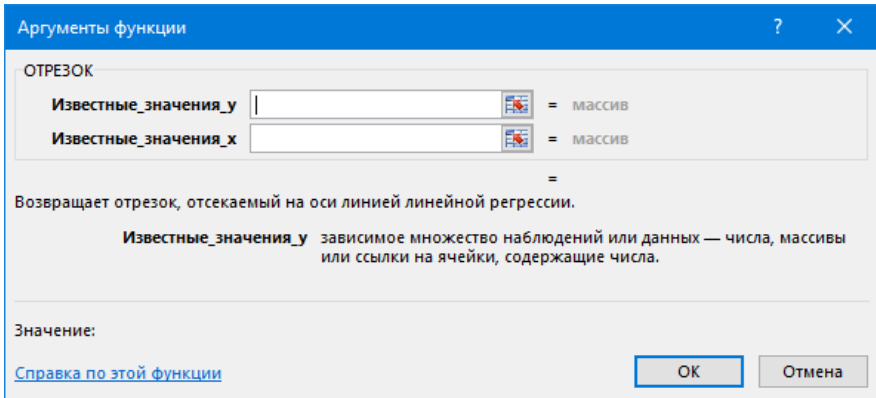 Аргументы функции ? ×
ОТРЕЗОК
Известные_значения_y = массив
Известные_значения_x = массив
=
Возвращает отрезок, отсекаемый на оси линией линейной регрессии.
Известные_значения_y зависимое множество наблюдений или данных — числа, массивы
или ссылки на ячейки, содержащие числа.
Значение:
Справка по этой функции ОК Отмена